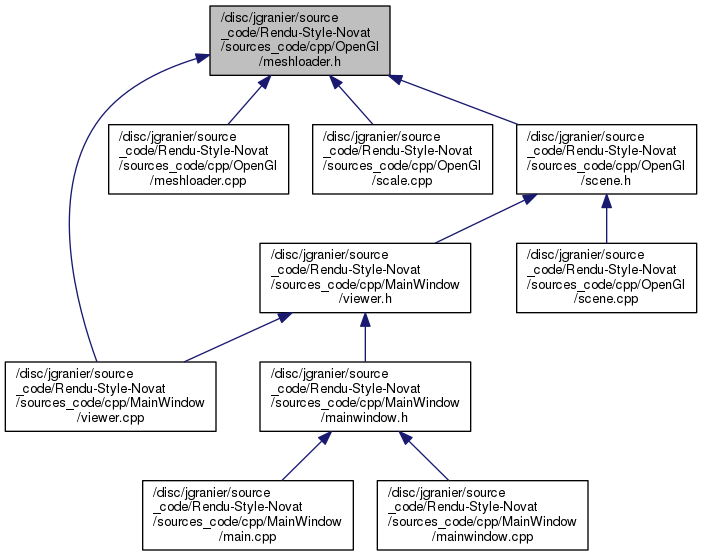 /disc/jgranier/source
_code/Rendu-Style-Novat
/sources_code/cpp/OpenGl
/meshloader.h
/disc/jgranier/source
_code/Rendu-Style-Novat
/sources_code/cpp/OpenGl
/meshloader.cpp
/disc/jgranier/source
_code/Rendu-Style-Novat
/sources_code/cpp/OpenGl
/scale.cpp
/disc/jgranier/source
_code/Rendu-Style-Novat
/sources_code/cpp/OpenGl
/scene.h
/disc/jgranier/source
_code/Rendu-Style-Novat
/sources_code/cpp/MainWindow
/viewer.h
/disc/jgranier/source
_code/Rendu-Style-Novat
/sources_code/cpp/OpenGl
/scene.cpp
/disc/jgranier/source
_code/Rendu-Style-Novat
/sources_code/cpp/MainWindow
/viewer.cpp
/disc/jgranier/source
_code/Rendu-Style-Novat
/sources_code/cpp/MainWindow
/mainwindow.h
/disc/jgranier/source
_code/Rendu-Style-Novat
/sources_code/cpp/MainWindow
/main.cpp
/disc/jgranier/source
_code/Rendu-Style-Novat
/sources_code/cpp/MainWindow
/mainwindow.cpp